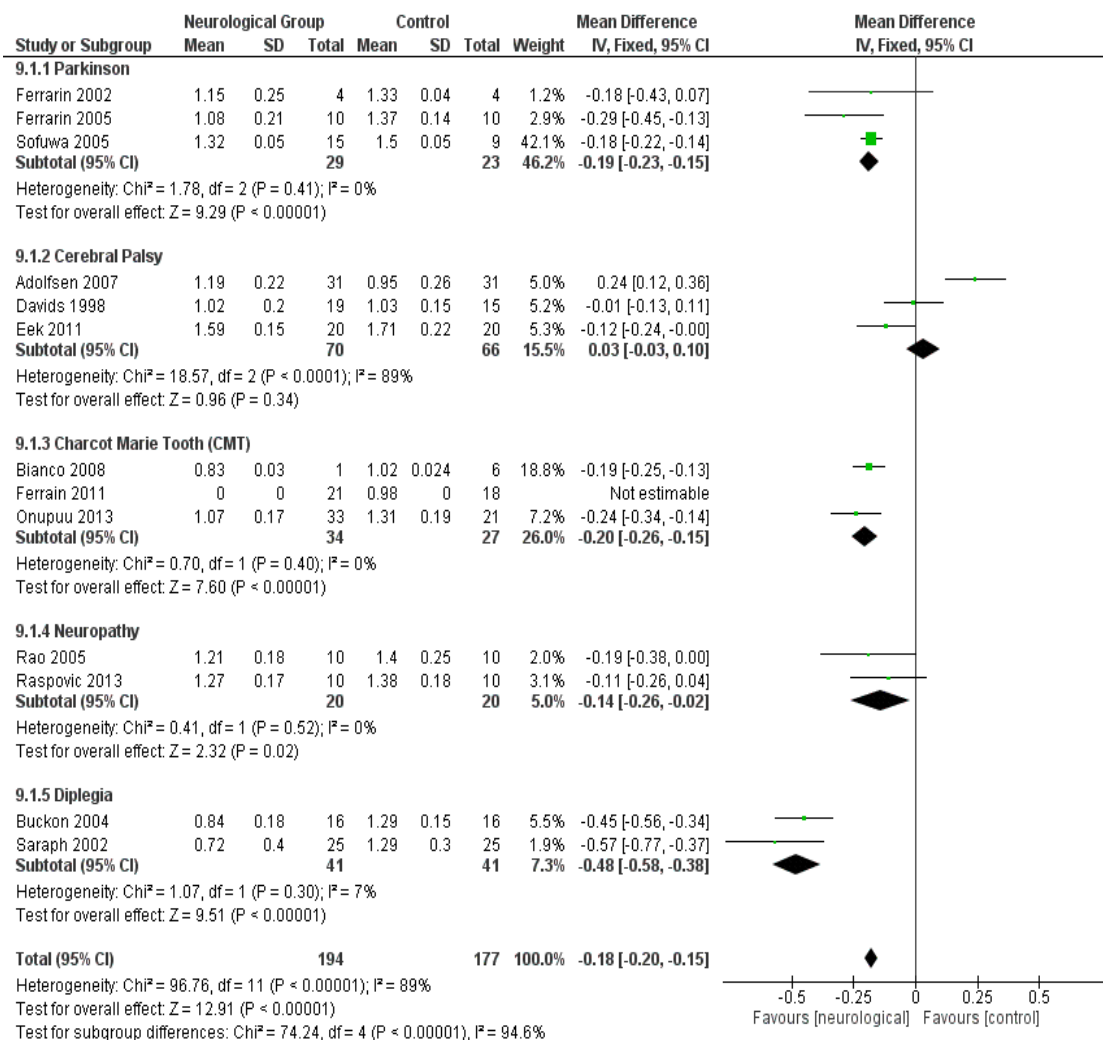 Neurological Group Control Mean Difference Mean Difference
Study or Subgroup Mean SD Total Mean SD Total Weight IV, Fixed, 95% CI IV, Fixed, 95% CI
9.1.1 Parkinson
Ferrarin 2002 1.15 0.25 4 1.33 0.04 4 1.2% -0.18 [-0.43, 0.07]
Ferrarin 2005 1.08 0.21 10 1.37 0.14 10 2.9% -0.29 [-0.45, -0.13]
Sofuwa 2005 1.32 0.05 15 1.5 0.05 9 42.1% -0.18 [-0.22, -0.14]
Subtotal (95% CI) 29 23 46.2% -0.19 [-0.23, -0.15]
Heterogeneity: Chi² = 1.78, df = 2 (P = 0.41); I² = 0%
Test for overall effect: Z = 9.29 (P < 0.00001)
9.1.2 Cerebral Palsy
Adolfsen 2007 1.19 0.22 31 0.95 0.26 31 5.0% 0.24 [0.12, 0.36]
Davids 1998 1.02 0.2 19 1.03 0.15 15 5.2% -0.01 [-0.13, 0.11]
Eek 2011 1.59 0.15 20 1.71 0.22 20 5.3% -0.12 [-0.24, -0.00]
Subtotal (95% CI) 70 66 15.5% 0.03 [-0.03, 0.10]
Heterogeneity: Chi² = 18.57, df = 2 (P < 0.0001); I² = 89%
Test for overall effect: Z = 0.96 (P = 0.34)
9.1.3 Charcot Marie Tooth (CMT)
Bianco 2008 0.83 0.03 1 1.02 0.024 6 18.8% -0.19 [-0.25, -0.13]
Ferrain 2011 0 0 21 0.98 0 18 Not estimable
Onupuu 2013 1.07 0.17 33 1.31 0.19 21 7.2% -0.24 [-0.34, -0.14]
Subtotal (95% CI) 34 27 26.0% -0.20 [-0.26, -0.15]
Heterogeneity: Chi² = 0.70, df = 1 (P = 0.40); I² = 0%
Test for overall effect: Z = 7.60 (P < 0.00001)
9.1.4 Neuropathy
Rao 2005 1.21 0.18 10 1.4 0.25 10 2.0% -0.19 [-0.38, 0.00]
Raspovic 2013 1.27 0.17 10 1.38 0.18 10 3.1% -0.11 [-0.26, 0.04]
Subtotal (95% CI) 20 20 5.0% -0.14 [-0.26, -0.02]
Heterogeneity: Chi² = 0.41, df = 1 (P = 0.52); I² = 0%
Test for overall effect: Z = 2.32 (P = 0.02)
9.1.5 Diplegia
Buckon 2004 0.84 0.18 16 1.29 0.15 16 5.5% -0.45 [-0.56, -0.34]
Saraph 2002 0.72 0.4 25 1.29 0.3 25 1.9% -0.57 [-0.77, -0.37]
Subtotal (95% CI) 41 41 7.3% -0.48 [-0.58, -0.38]
Heterogeneity: Chi² = 1.07, df = 1 (P = 0.30); I² = 7%
Test for overall effect: Z = 9.51 (P < 0.00001)
Total (95% CI) 194 177 100.0% -0.18 [-0.20, -0.15]
Heterogeneity: Chi² = 96.76, df = 11 (P < 0.00001); I² = 89%
Test for overall effect: Z = 12.91 (P < 0.00001)
Test for subgroup differences: Chi² = 74.24, df = 4 (P < 0.00001), I² = 94.6%
-0.5 -0.25 0 0.25 0.5
Favours [neurological] Favours [control]